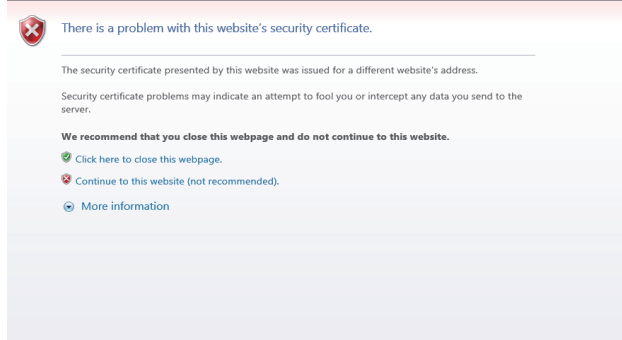 There is a problem with this website's security certificate.
The security certificate presented by this website was issued for a different website's address.
Security certificate problems may indicate an attempt to fool you or intercept any data you send to the
server.
We recommend that you close this webpage and do not continue to this website.
Click here to close this webpage.
Continue to this website (not recommended).
More information